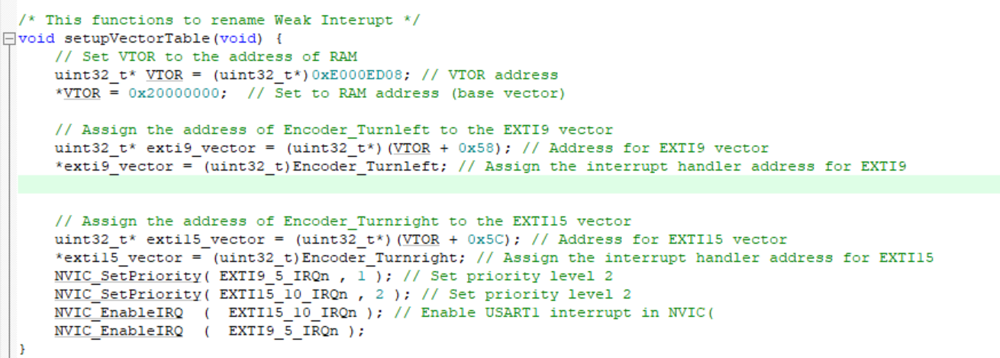 /* This functions to rename Weak Interupt */
void setupVectorTable(void) {
// Set VTOR to the address of RAM
uint32_t* VTOR = (uint32_t*)0xE000ED08; // VTOR address
*VTOR = 0x20000000;  // Set to RAM address (base vector)
// Assign the address of Encoder_Turnleft to the EXTI9 vector
uint32_t* exti9_vector = (uint32_t*)(VTOR + 0x58); // Address for EXTI9 vector
*exti9_vector = (uint32_t)Encoder_Turnleft; // Assign the interrupt handler address for EXTI9
// Assign the address of Encoder_Turnright to the EXTI15 vector
uint32_t* exti15_vector = (uint32_t*)(VTOR + 0x5C); // Address for EXTI15 vector
*exti15_vector = (uint32_t)Encoder_Turnright; // Assign the interrupt handler address for EXTI15
NVIC_SetPriority( EXTI9_5_IRQn , 1 ); // Set priority level 2
NVIC_SetPriority( EXTI15_10_IRQn , 2 ); // Set priority level 2
NVIC_EnableIRQ  (  EXTI15_10_IRQn ); // Enable USART1 interrupt in NVIC(
NVIC_EnableIRQ  (  EXTI9_5_IRQn );
}